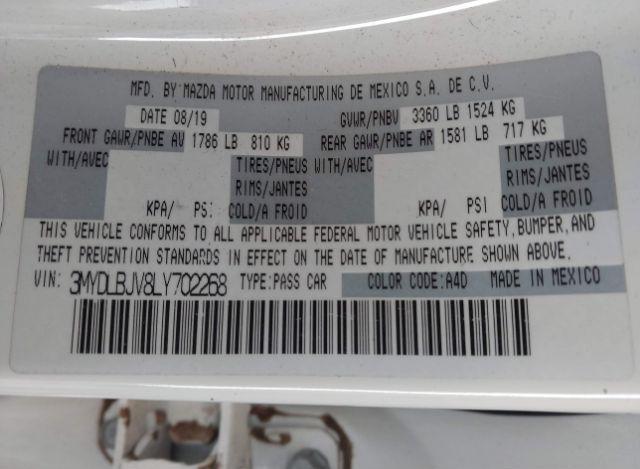 MFD. BY MAZDA MOTOR MANUFACTURING DE MEXICO S.A. DE C.V.
DATE 08/19 GVWR/PNBV 3360 LB 1524 KG
FRONT GAWR/PNBE AV 1786 LB 810 KG REAR GAWR/PNBE AR 1581 LB 717 KG
WITH/AVEC TIRES/PNEUS WITH/AVEC TIRES/PNEUS
RIMS/JANTES RIMS/JANTES
KPA/ PSI COLD/A FROID KPA/ PSI COLD/A FROID
THIS VEHICLE CONFORMS TO ALL APPLICABLE FEDERAL MOTOR VEHICLE SAFETY, BUMPER, AND
THEFT PREVENTION STANDARDS IN EFFECT ON THE DATE OF MANUFACTURE SHOWN ABOVE.
VIN: 3MYDLBJV8LY702268 TYPE:PASS CAR COLOR CODE:A4D MADE IN MEXICO